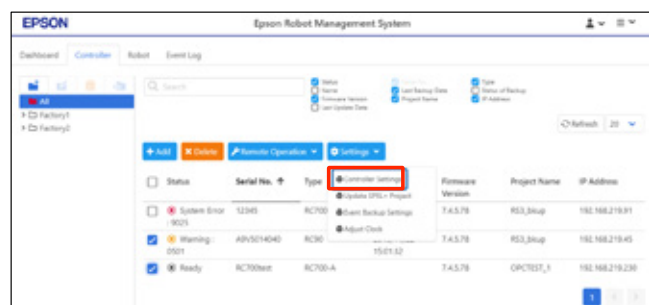 EPSON
Epson Robot Management System
Dashboard Controller Robot Event Log
Search
Status
Name
Firmware Version
Last Update Date
Last Backup Date
Project Name
Type
Status of Backup
IP Address
All
Factory1
Factory2
Refresh 20
+Add Delete Remote Operation Settings
Controller Settings
Update SPEL+ Project
Event Backup Settings
Adjust Clock
Status Serial No. Type Firmware Version Project Name IP Address
System Error : 9025 12345 RC700 7.4.5.78 RS3_bkup 192.168.219.91
Warning : 0501 RC90 15:01:32 7.4.5.78 RS3_bkup 192.168.219.45
Ready RC700test RC700-A 7.4.5.78 OPCTEST_1 192.168.219.230
1